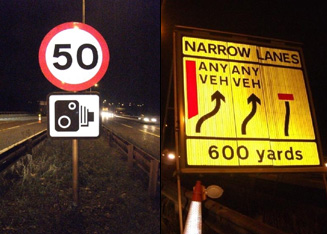 50
NARROW LANES
ANY ANY
VEH VEH
600 yards